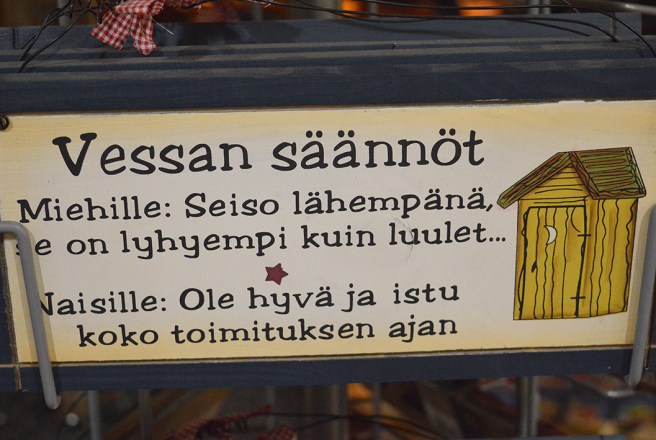 Vessan säännöt
Miehille: Seiso lähempänä,
se on lyhyempi kuin luulet...
Naisille: Ole hyvä ja istu
koko toimituksen ajan